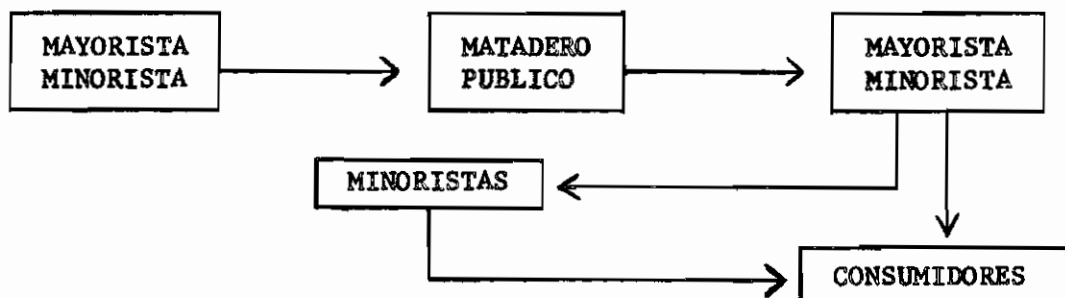 MAYORISTA
MINORISTA
MATADERO
PUBLICO
MAYORISTA
MINORISTA
MINORISTAS
CONSUMIDORES